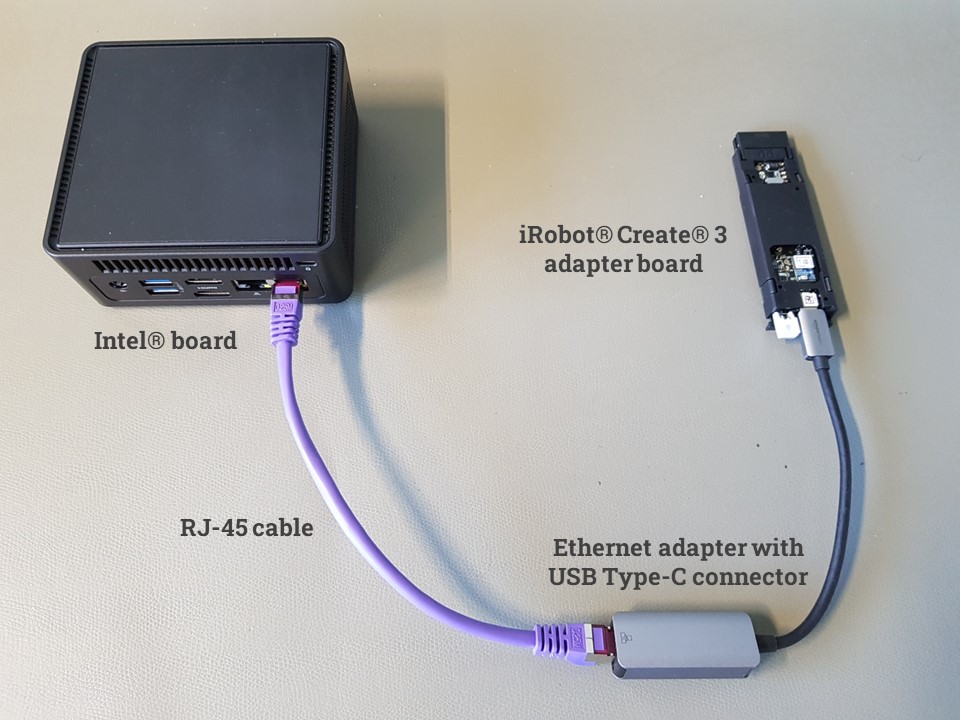 iRobot® Create® 3
adapter board
Intel® board
RJ-45 cable
Ethernet adapter with
USB Type-C connector